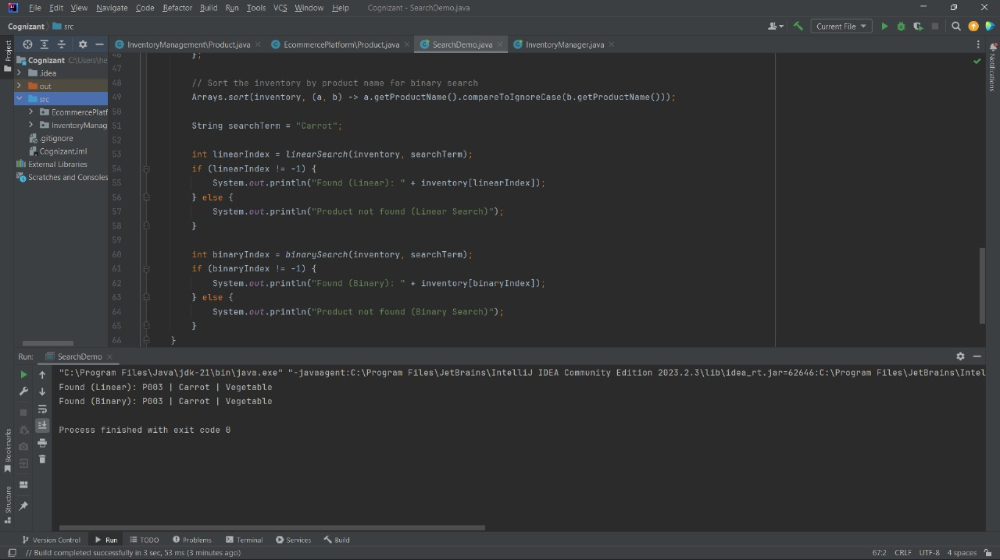 File Edit View Navigate Code Refactor Build Run Tools VCS Window Help Cognizant - SearchDemo.java
Cognizant src Current File
InventoryManagement\Product.java EcommercePlatform\Product.java SearchDemo.java InventoryManager.java
Project
Cognizant C:\Users\he
.idea
out
src
EcommercePlatf
InventoryManag
.gitignore
Cognizant.iml
External Libraries
Scratches and Consoles
Notifications
46 };
47
48 // Sort the inventory by product name for binary search
49 Arrays.sort(inventory, (a, b) -> a.getProductName().compareToIgnoreCase(b.getProductName()));
50
51 String searchTerm = "Carrot";
52
53 int linearIndex = linearSearch(inventory, searchTerm);
54 if (linearIndex != -1) {
55 System.out.println("Found (Linear): " + inventory[linearIndex]);
56 } else {
57 System.out.println("Product not found (Linear Search)");
58 }
59
60 int binaryIndex = binarySearch(inventory, searchTerm);
61 if (binaryIndex != -1) {
62 System.out.println("Found (Binary): " + inventory[binaryIndex]);
63 } else {
64 System.out.println("Product not found (Binary Search)");
65 }
66 }
Run: SearchDemo
"C:\Program Files\Java\jdk-21\bin\java.exe" "-javaagent:C:\Program Files\JetBrains\IntelliJ IDEA Community Edition 2023.2.3\lib\idea_rt.jar=62646:C:\Program Files\JetBrains\Intel
Found (Linear): P003 | Carrot | Vegetable
Found (Binary): P003 | Carrot | Vegetable
Process finished with exit code 0
Bookmarks
Structure
Version Control Run TODO Problems Terminal Services Build
// Build completed successfully in 3 sec, 53 ms (3 minutes ago) 67:2 CRLF UTF-8 4 spaces